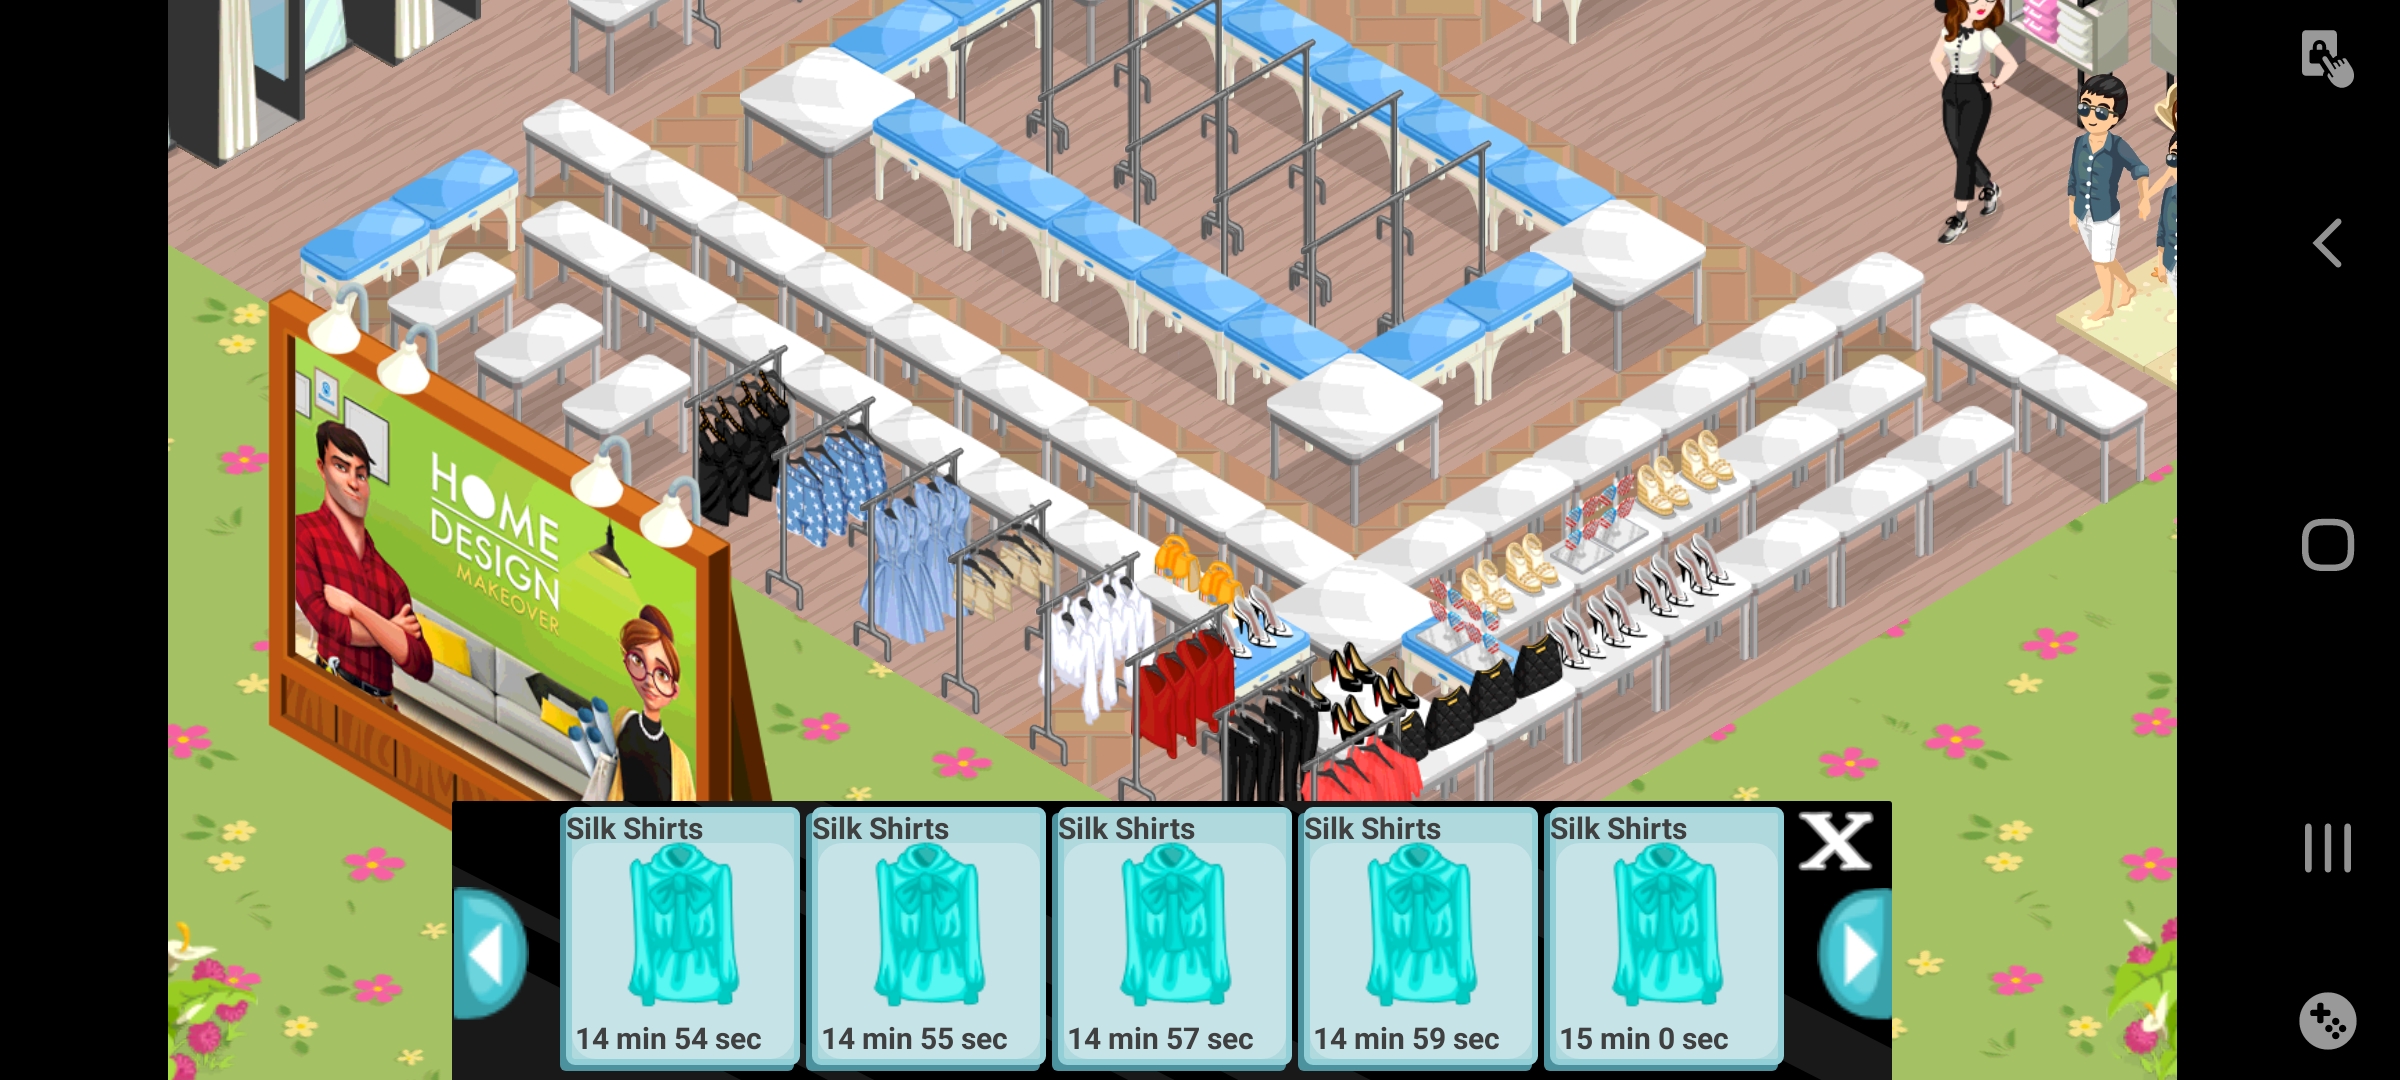 HOME
DESIGN
MAKEOVER
Silk Shirts
Silk Shirts
Silk Shirts
Silk Shirts
Silk Shirts
X
14 min 54 sec
14 min 55 sec
14 min 57 sec
14 min 59 sec
15 min 0 sec